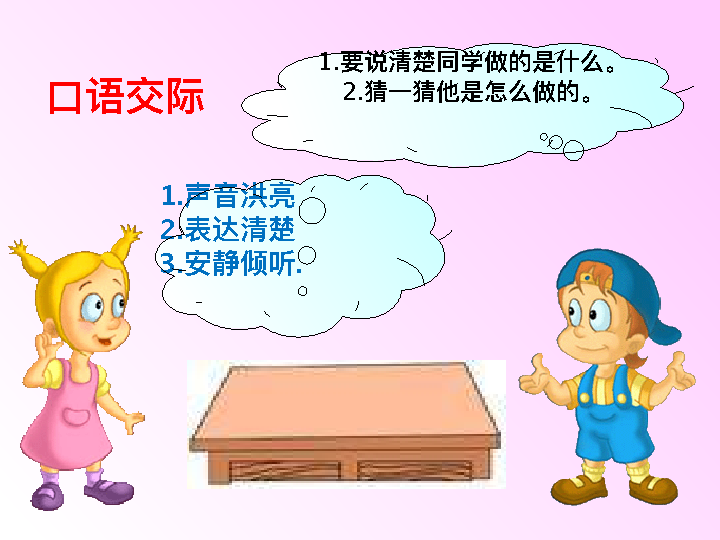 口语交际
1.要说清楚同学做的是什么。
2.猜一猜他是怎么做的。
1.声音洪亮
2.表达清楚
3.安静倾听.